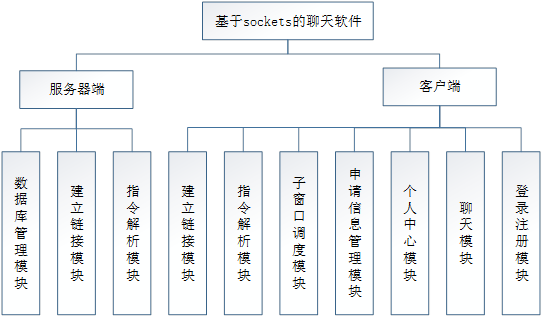 基于sockets的聊天软件
服务器端
客户端
数据库管理模块
建立链接模块
指令解析模块
建立链接模块
指令解析模块
子窗口调度模块
申请信息管理模块
个人中心模块
聊天模块
登录注册模块